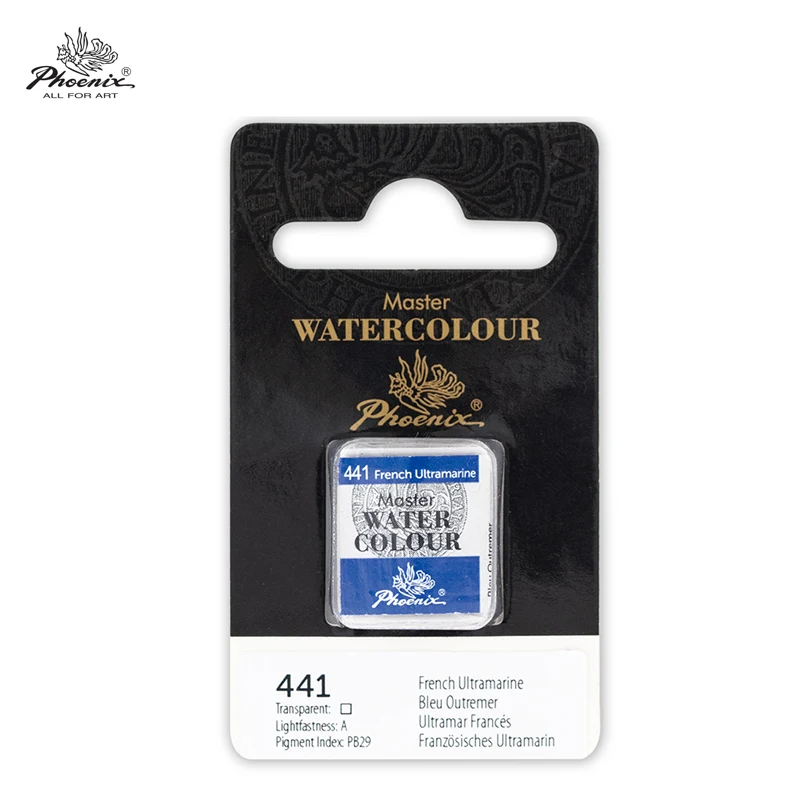 Phoenix®
ALL FOR ART
Master
WATERCOLOUR
Phoenix®
441 French Ultramarine
Master
WATER
COLOUR
Phoenix
Bleu Outremer
441
Transparent: □
Lightfastness: A
Pigment Index: PB29
French Ultramarine
Bleu Outremer
Ultramar Francés
Französisches Ultramarin